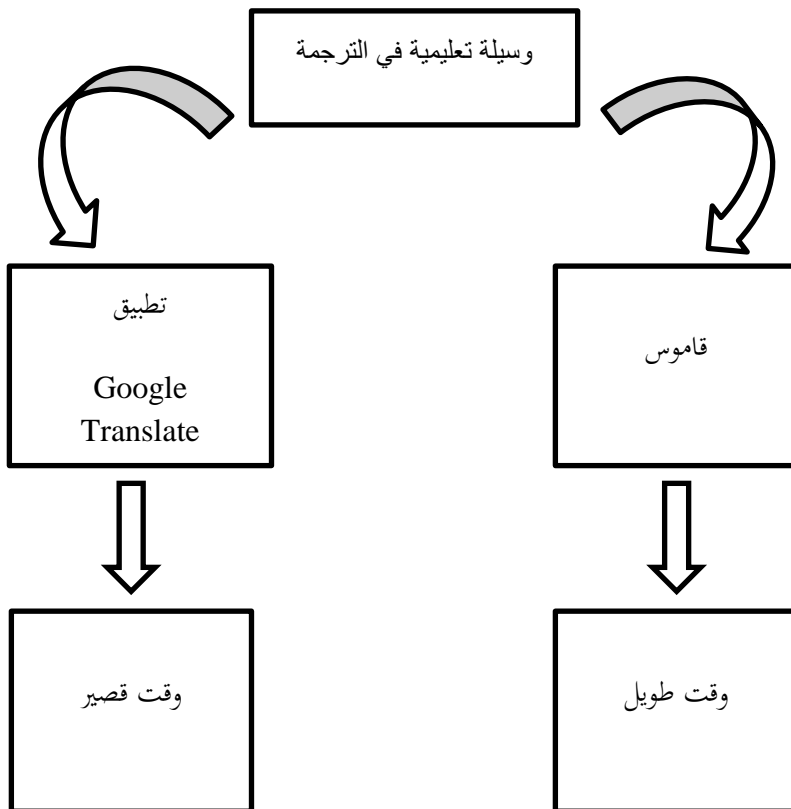 وسيلة تعليمية في الترجمة
قاموس
تطبيق
Google
Translate
وقت طويل
وقت قصير